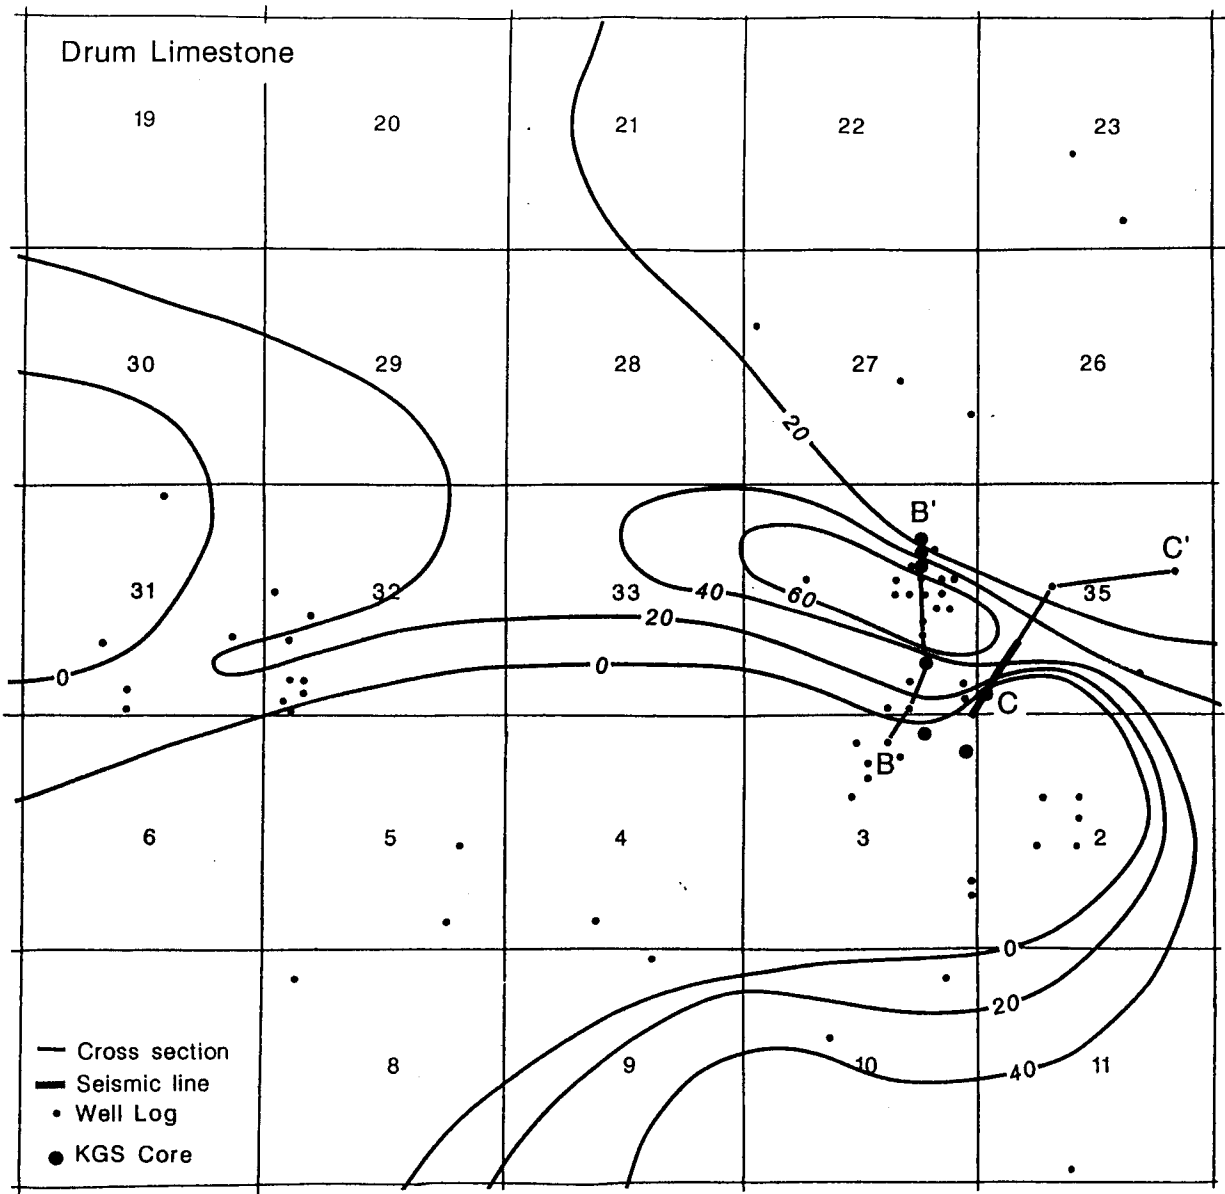 Drum Limestone
19 20 21 22 23
30 29 28 27 26
20
B' C'
31 32 33 40 60 35
20
0 0 C
B
6 5 4 3 2
0
20
8 9 10 40 11
Cross section
Seismic line
Well Log
KGS Core